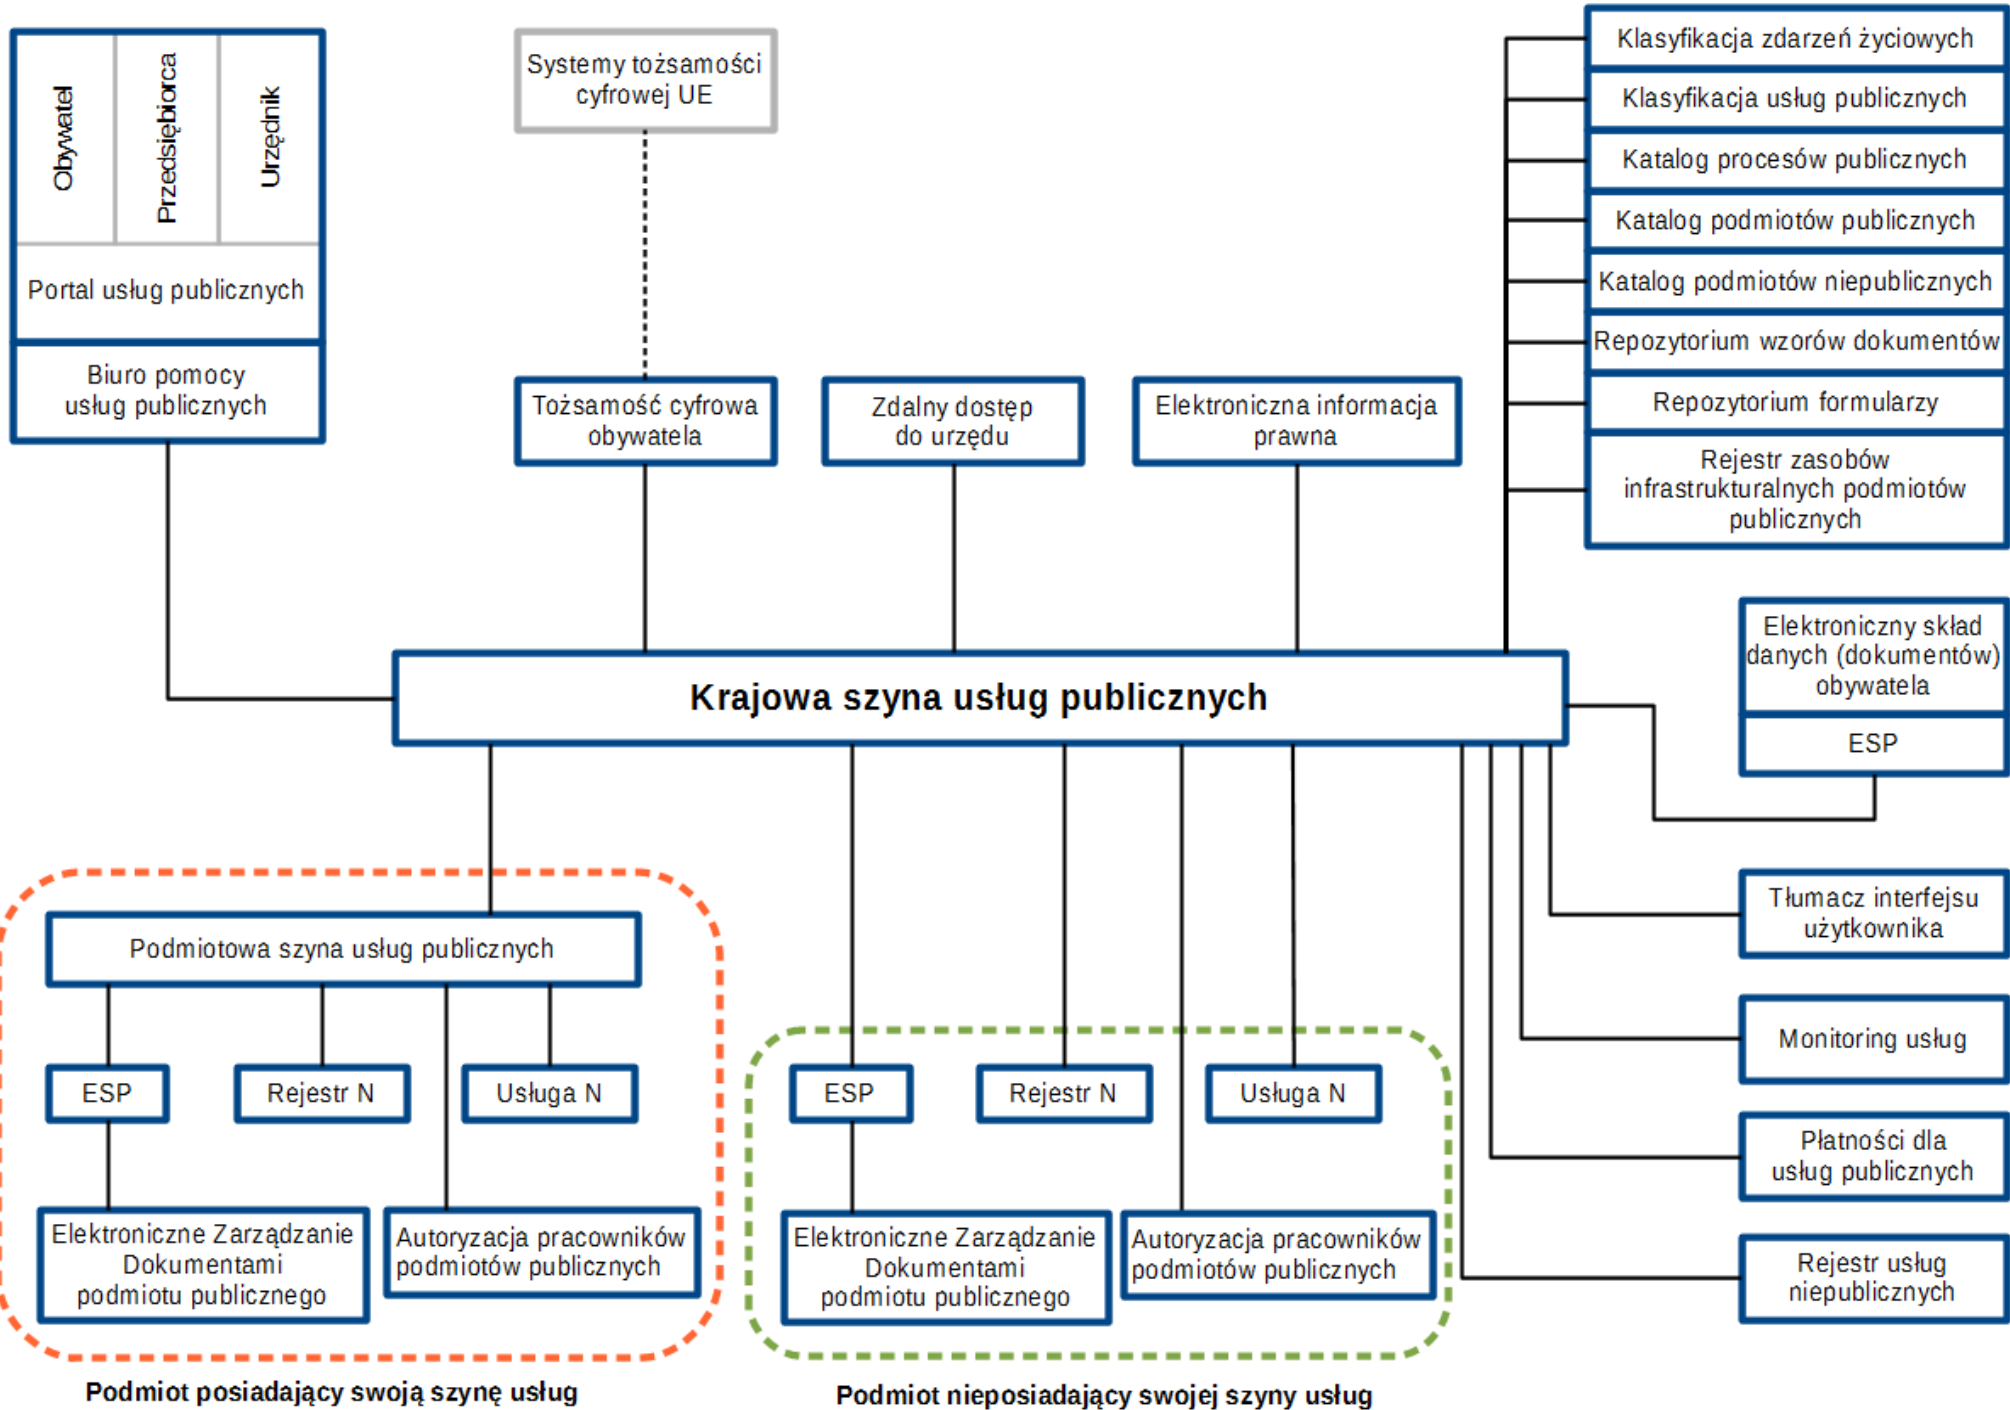 Obywatel
Przedsiębiorca
Urzędnik
Portal usług publicznych
Biuro pomocy
usług publicznych
Systemy tożsamości
cyfrowej UE
Tożsamość cyfrowa
obywatela
Zdalny dostęp
do urzędu
Elektroniczna informacja
prawna
Klasyfikacja zdarzeń życiowych
Klasyfikacja usług publicznych
Katalog procesów publicznych
Katalog podmiotów publicznych
Katalog podmiotów niepublicznych
Repozytorium wzorów dokumentów
Repozytorium formularzy
Rejestr zasobów
infrastrukturalnych podmiotów
publicznych
Elektroniczny skład
danych (dokumentów)
obywatela
ESP
Krajowa szyna usług publicznych
Tłumacz interfejsu
użytkownika
Monitoring usług
Płatności dla
usług publicznych
Rejestr usług
niepublicznych
Podmiotowa szyna usług publicznych
ESP
Rejestr N
Usługa N
Elektroniczne Zarządzanie
Dokumentami
podmiotu publicznego
Autoryzacja pracowników
podmiotów publicznych
Podmiot posiadający swoją szynę usług
ESP
Rejestr N
Usługa N
Elektroniczne Zarządzanie
Dokumentami
podmiotu publicznego
Autoryzacja pracowników
podmiotów publicznych
Podmiot nieposiadający swojej szyny usług